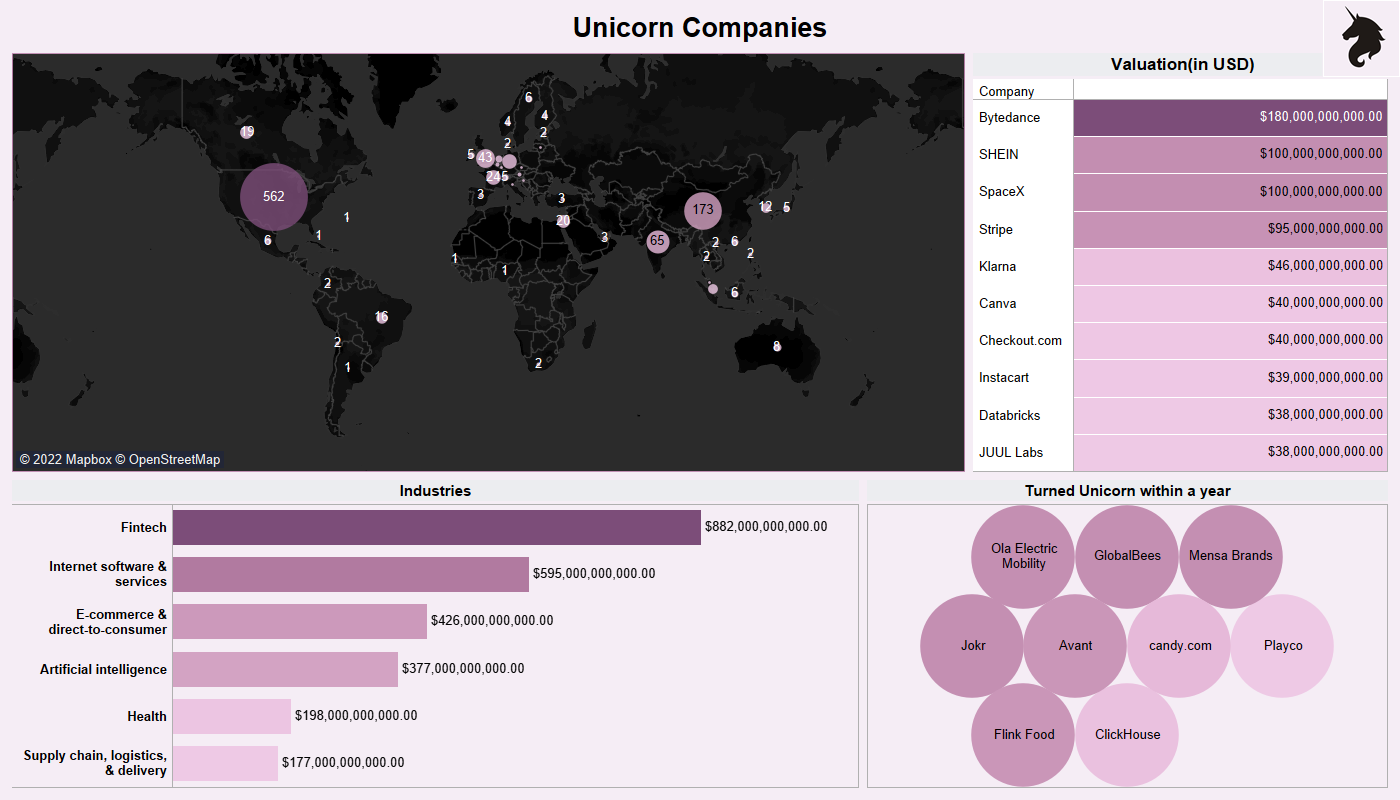 Unicorn Companies
6
4
4
19
2
2
5
43
24
5
562
3
3
173
12
5
1
20
65
3
1
6
2
6
2
2
1
1
2
6
16
2
8
1
2
© 2022 Mapbox © OpenStreetMap
Valuation(in USD)
Company
Bytedance $180,000,000,000.00
SHEIN $100,000,000,000.00
SpaceX $100,000,000,000.00
Stripe $95,000,000,000.00
Klarna $46,000,000,000.00
Canva $40,000,000,000.00
Checkout.com $40,000,000,000.00
Instacart $39,000,000,000.00
Databricks $38,000,000,000.00
JUUL Labs $38,000,000,000.00
Industries
Fintech $882,000,000,000.00
Internet software &
services $595,000,000,000.00
E-commerce &
direct-to-consumer $426,000,000,000.00
Artificial intelligence $377,000,000,000.00
Health $198,000,000,000.00
Supply chain, logistics,
& delivery $177,000,000,000.00
Turned Unicorn within a year
Ola Electric
Mobility
GlobalBees
Mensa Brands
Jokr
Avant
candy.com
Playco
Flink Food
ClickHouse